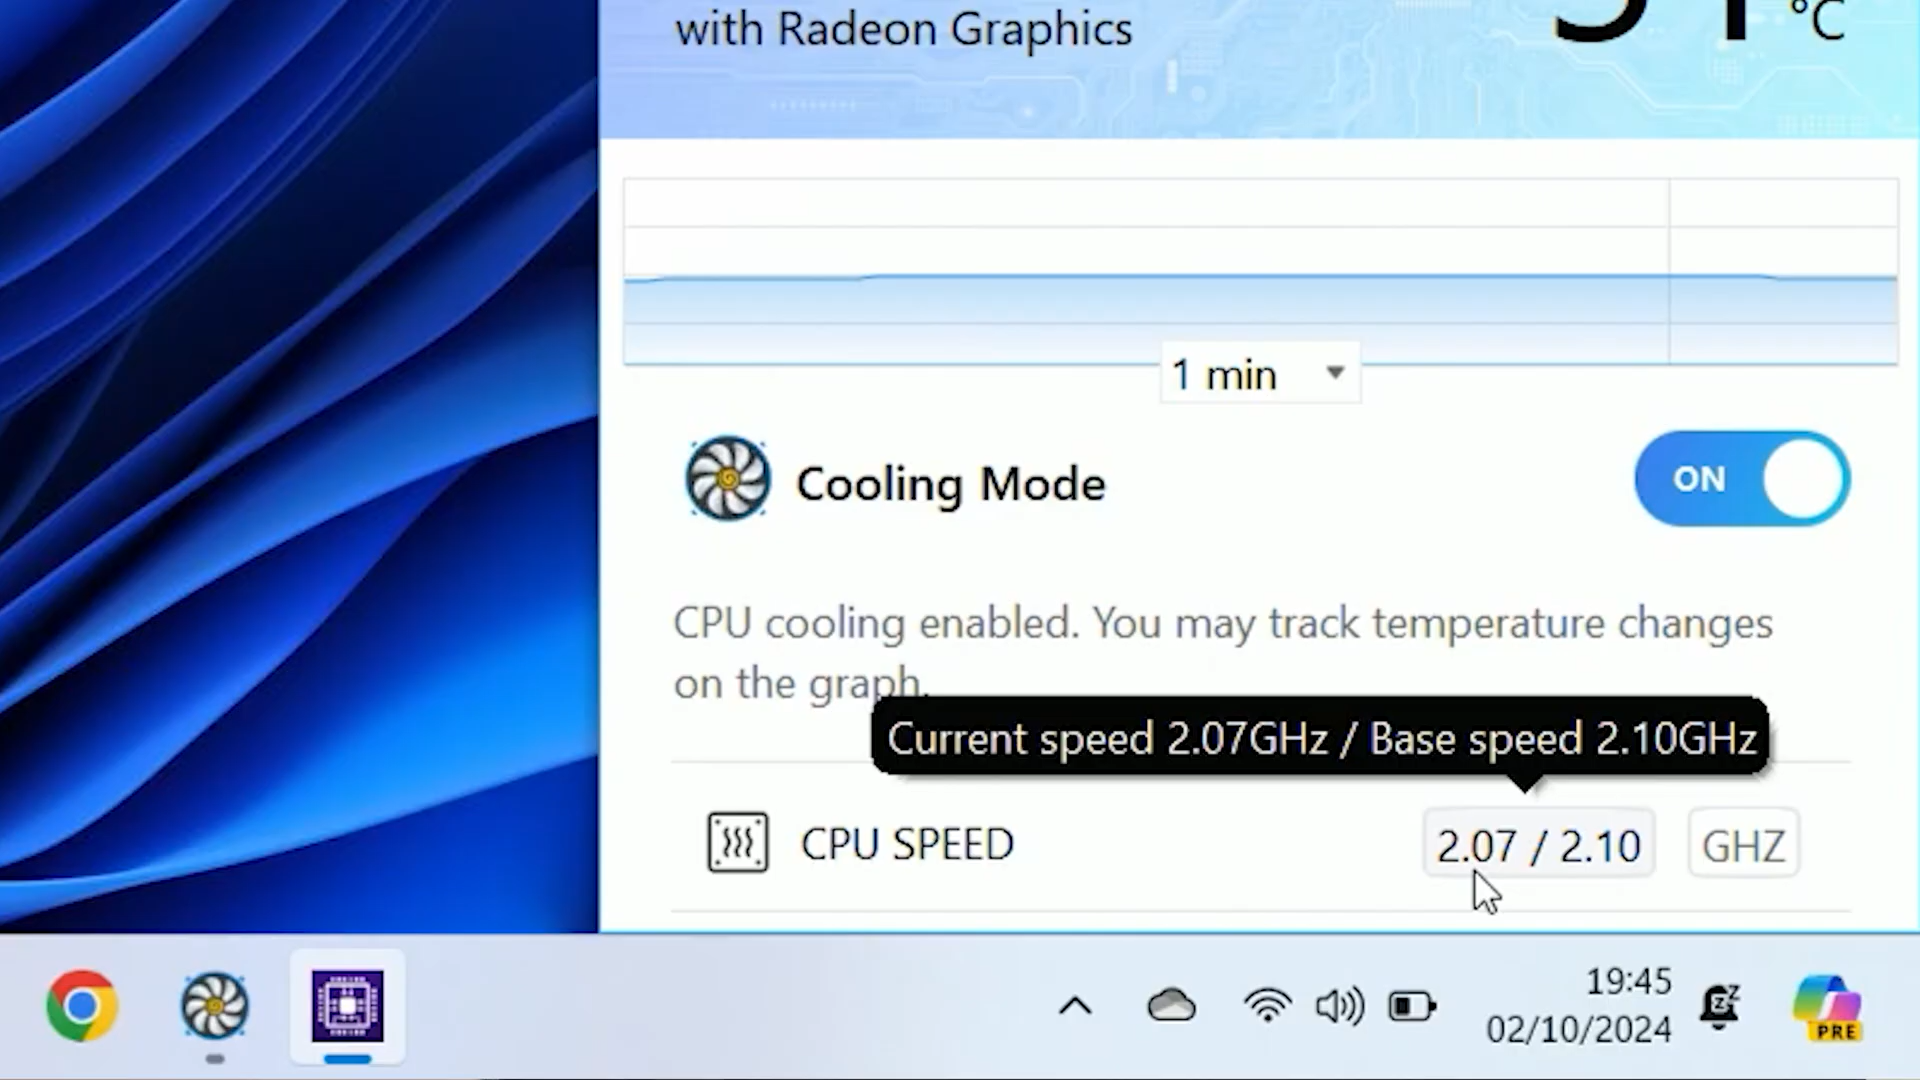 with Radeon Graphics
°C
1 min
Cooling Mode
ON
CPU cooling enabled. You may track temperature changes
on the graph.
Current speed 2.07GHz / Base speed 2.10GHz
CPU SPEED
2.07 / 2.10
GHZ
19:45
02/10/2024
PRE